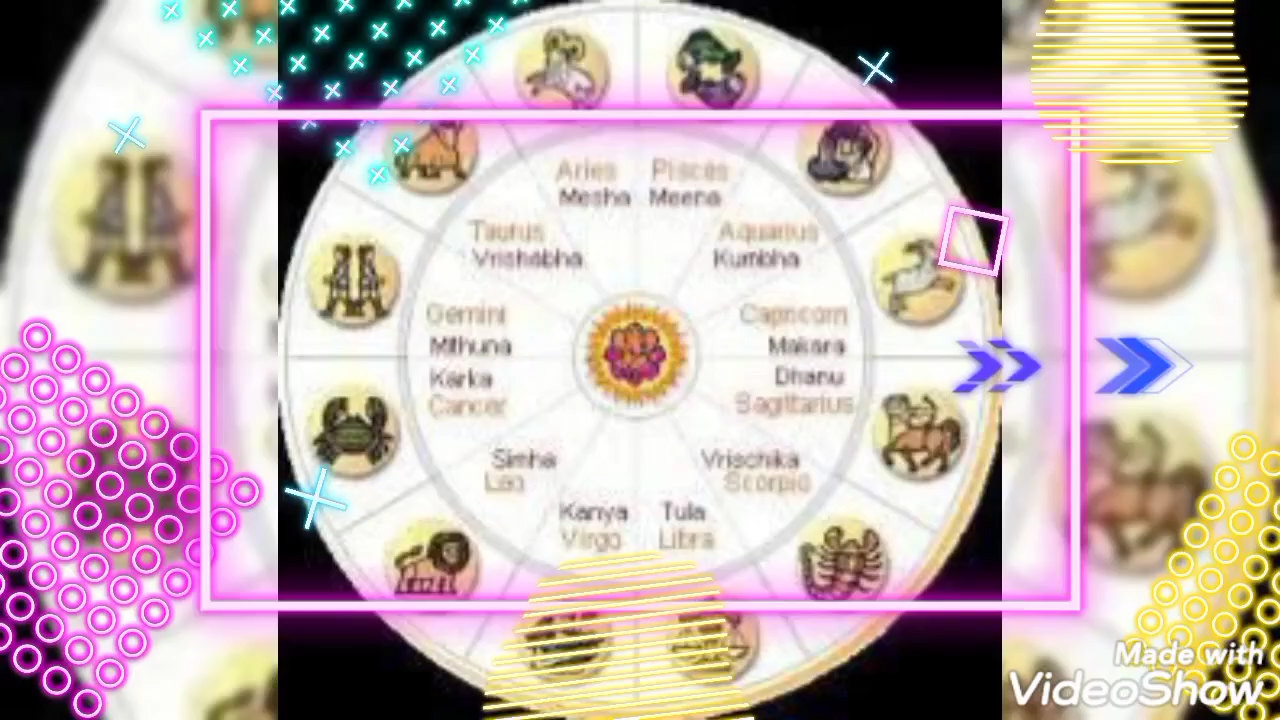 Aries Pisces
Mesha Meena
Taurus Aquarius
Vrishabha Kumbha
Gemini Capricorn
Mithuna Makara
Karka Dhanu
Cancer Sagittarius
Simha Vrischika
Leo Scorpio
Kanya Tula
Virgo Libra
Made with
VideoShow